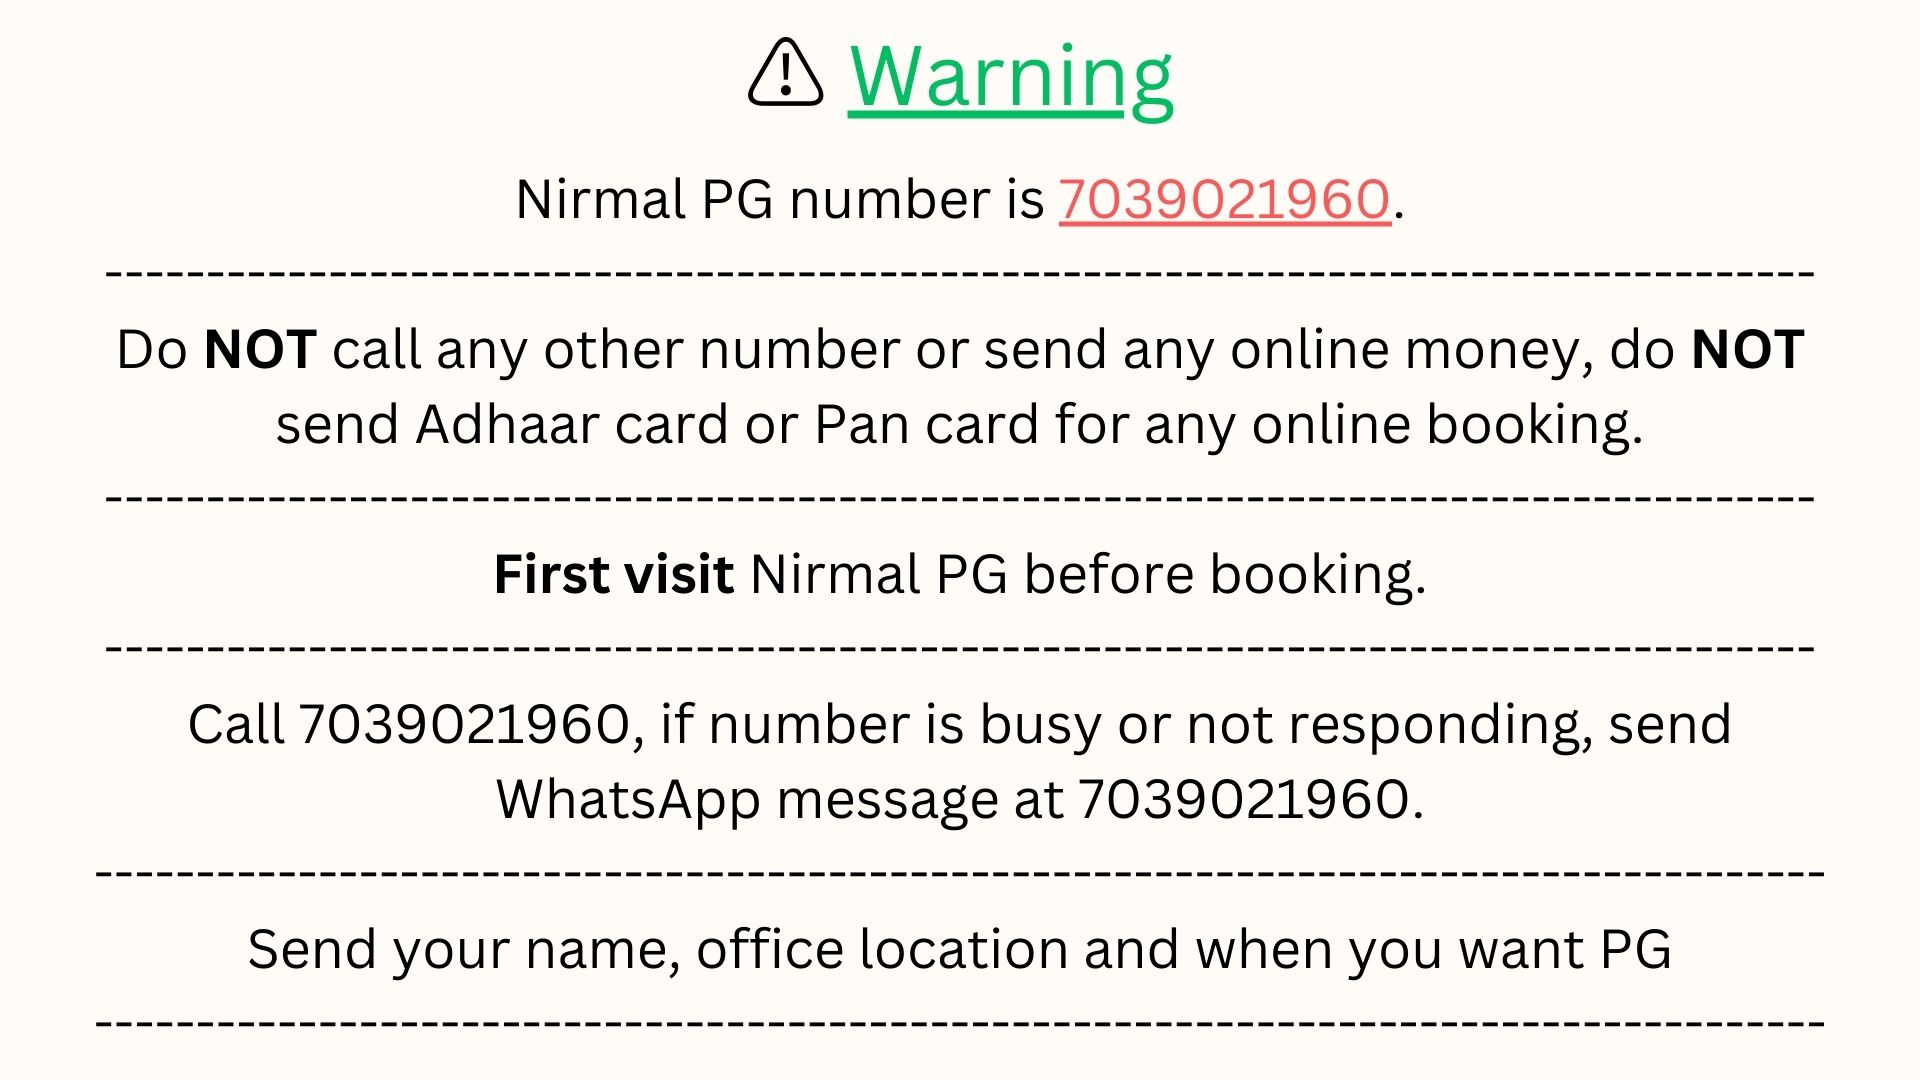 ⚠ Warning
Nirmal PG number is 7039021960.
------------------------------------------------------------------------------------
Do NOT call any other number or send any online money, do NOT
send Adhaar card or Pan card for any online booking.
------------------------------------------------------------------------------------
First visit Nirmal PG before booking.
------------------------------------------------------------------------------------
Call 7039021960, if number is busy or not responding, send
WhatsApp message at 7039021960.
-------------------------------------------------------------------------------------
Send your name, office location and when you want PG
-------------------------------------------------------------------------------------